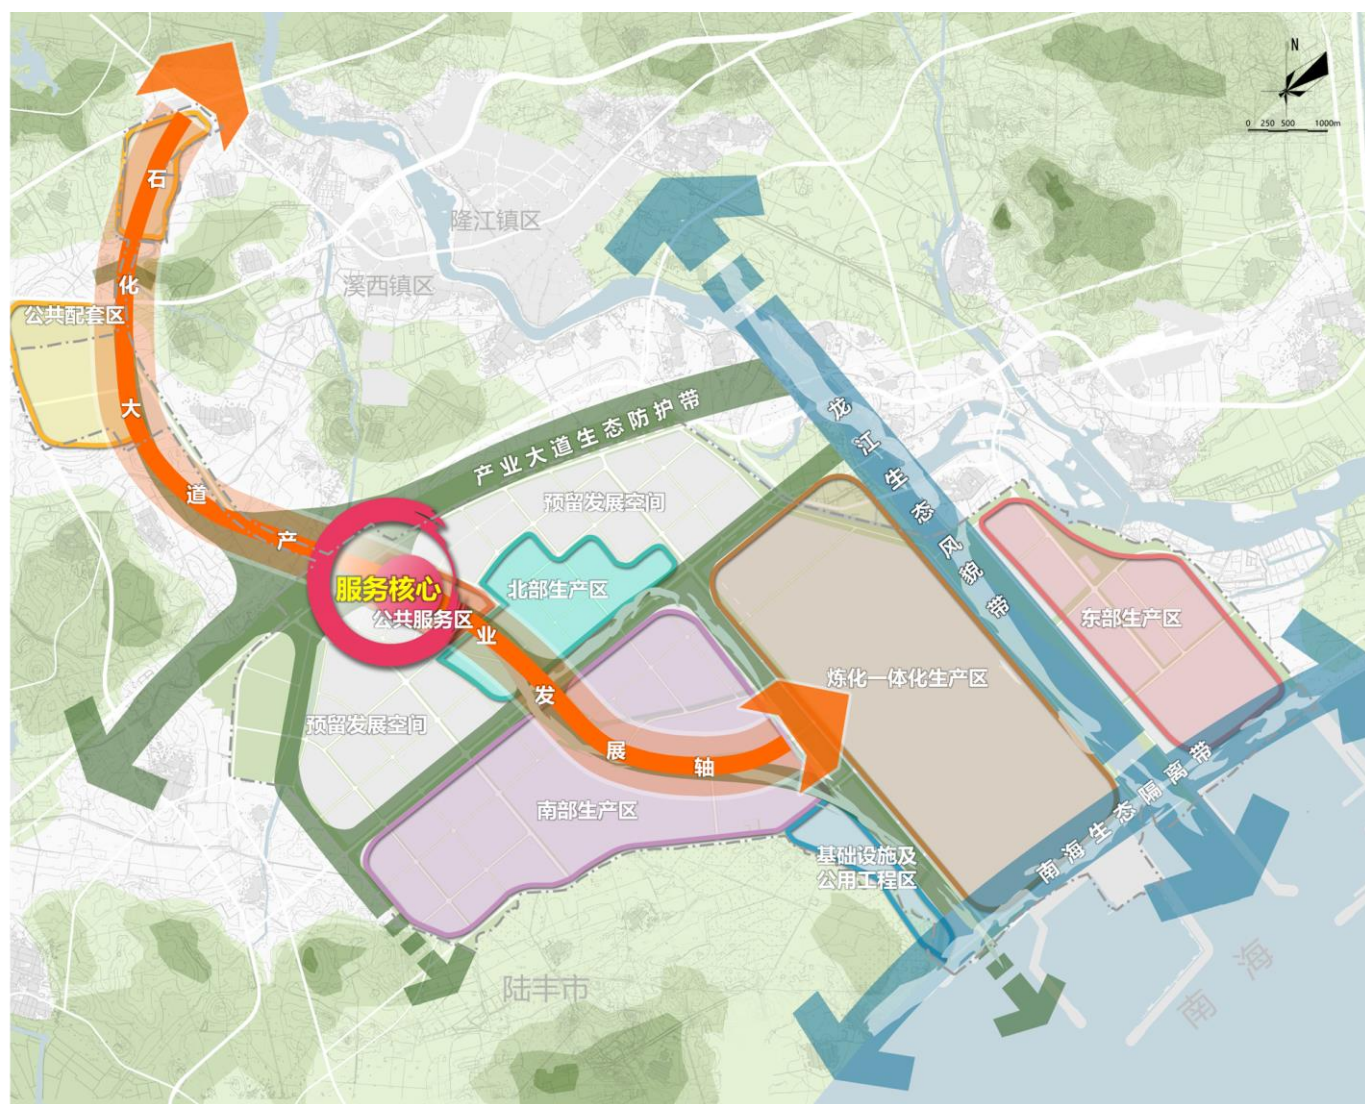 N
0 250 500 1000m
隆江镇区
溪西镇区
公共配套区
石化大道产业发展轴
产业大道生态防护带
龙江生态风貌带
预留发展空间
北部生产区
服务核心
公共服务区
东部生产区
炼化一体化生产区
预留发展空间
南部生产区
基础设施及
公用工程区
南海生态隔离带
陆丰市
南海